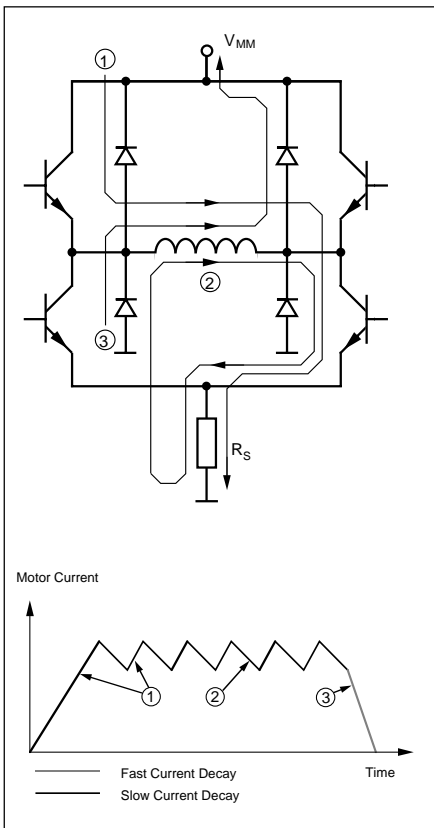 V_MM
①
③
②
R_S
Motor Current
①
②
③
Fast Current Decay
Time
Slow Current Decay